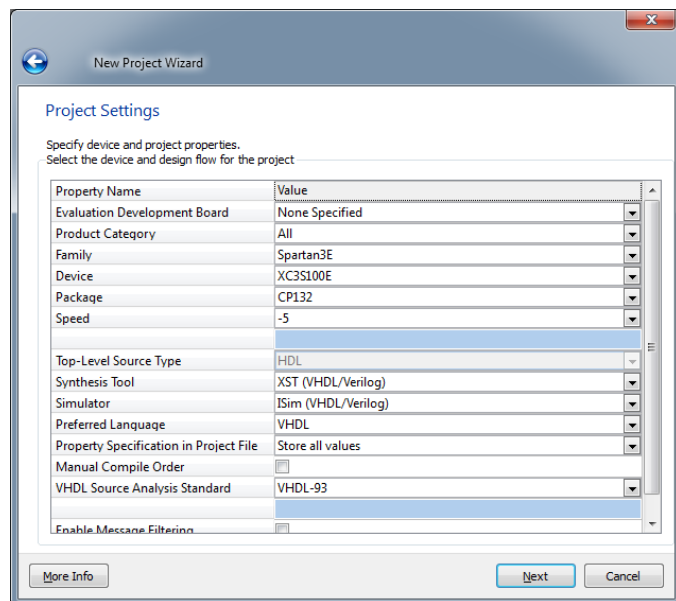 New Project Wizard
Project Settings
Specify device and project properties.
Select the device and design flow for the project
Property Name Value
Evaluation Development Board None Specified
Product Category All
Family Spartan3E
Device XC3S100E
Package CP132
Speed -5
Top-Level Source Type HDL
Synthesis Tool XST (VHDL/Verilog)
Simulator ISim (VHDL/Verilog)
Preferred Language VHDL
Property Specification in Project File Store all values
Manual Compile Order
VHDL Source Analysis Standard VHDL-93
Enable Message Filtering
More Info Next Cancel